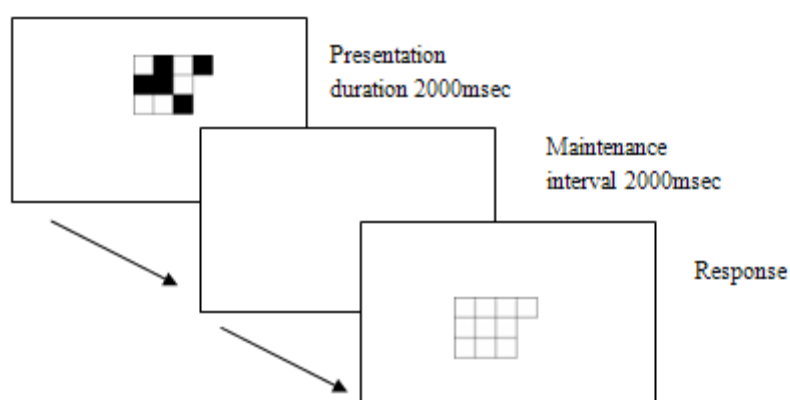 Presentation
duration 2000msec
Maintenance
interval 2000msec
Response